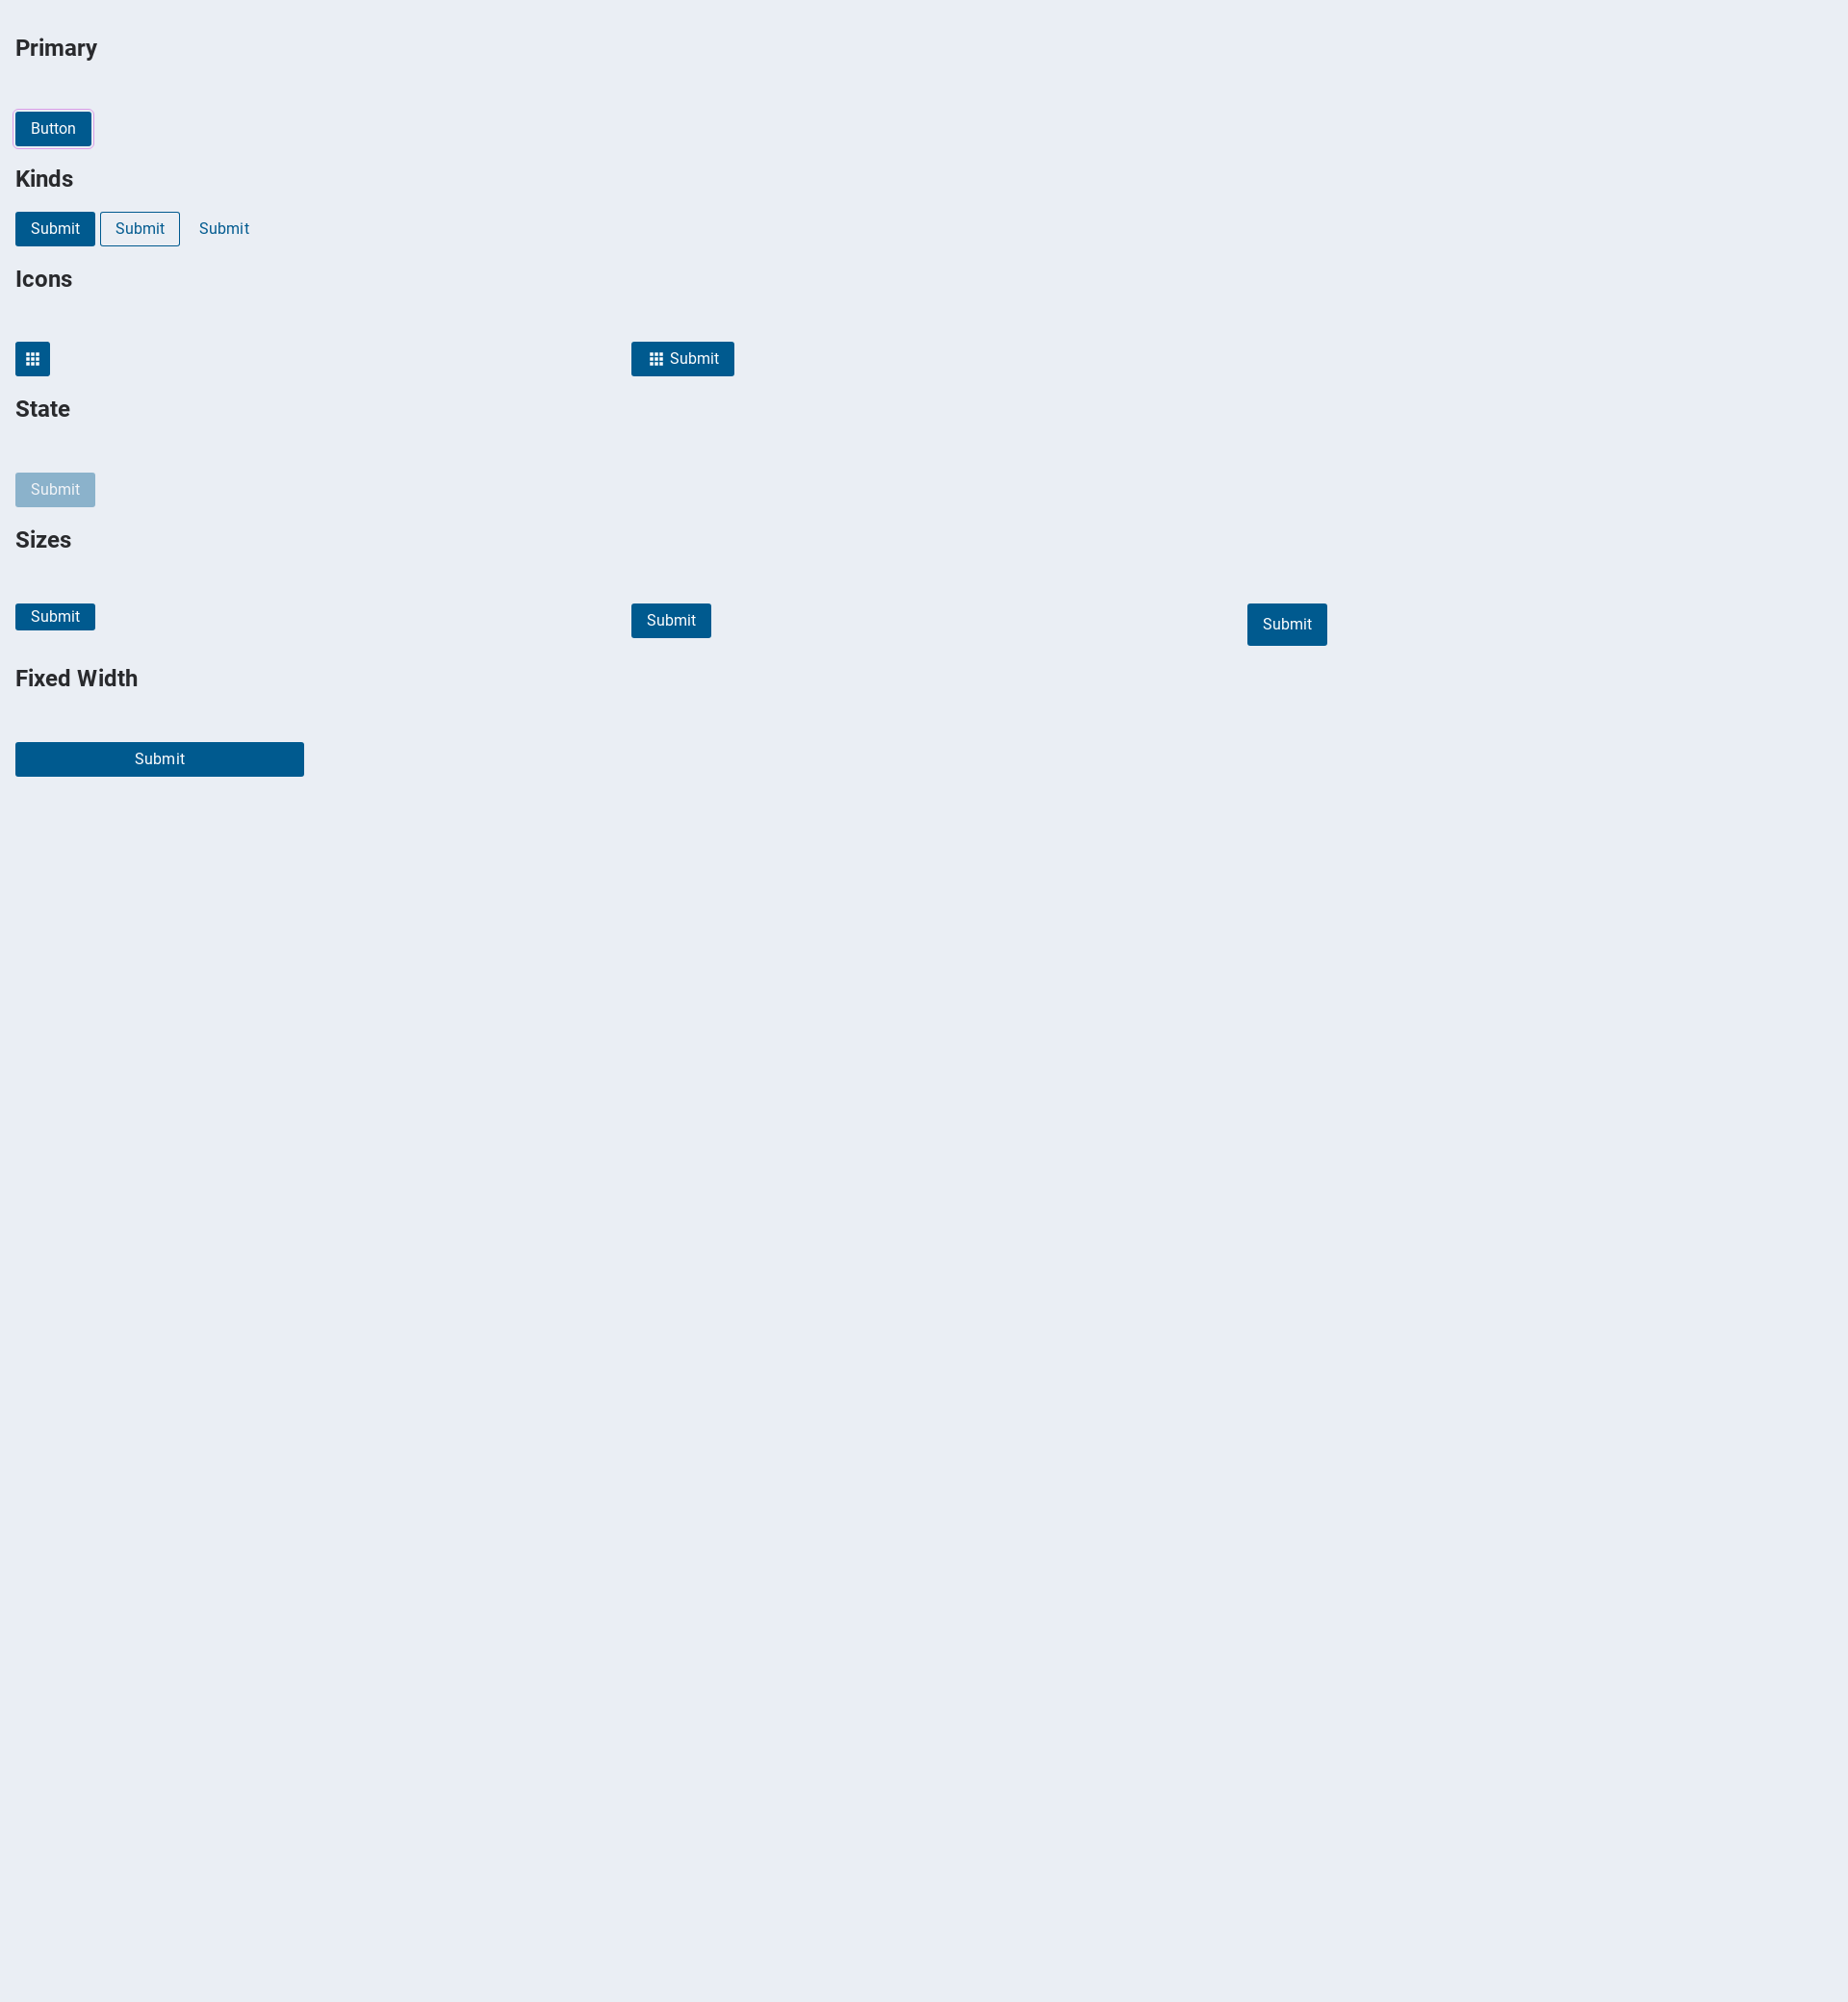 Primary
Button
Kinds
Submit Submit Submit
Icons
Submit
State
Submit
Sizes
Submit Submit Submit
Fixed Width
Submit